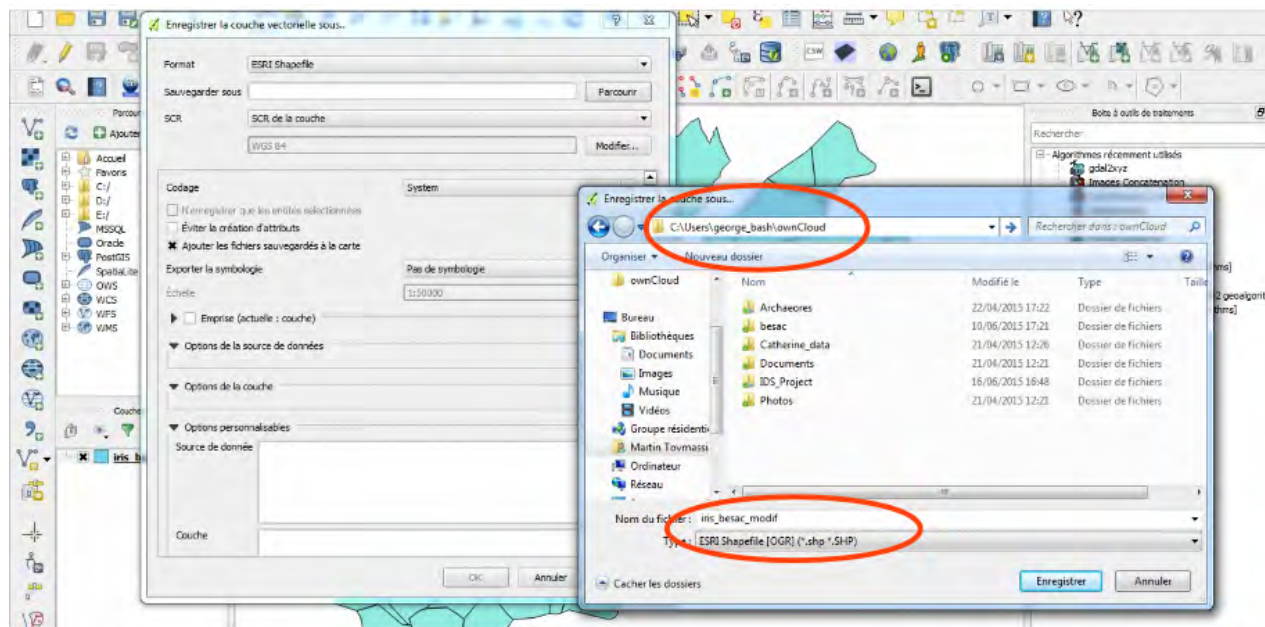 Enregistrer la couche vectorielle sous..
Format ESRI Shapefile
Sauvegarder sous Parcourir
SCR SCR de la couche
WGS 84 Modifier...
Codage System
N'enregistrer que les entités sélectionnées
Éviter la création d'attributs
Ajouter les fichiers sauvegardés à la carte
Exporter la symbologie Pas de symbologie
Échelle 1:50000
Emprise (actuelle : couche)
Options de la source de données
Options de la couche
Options personnalisables
Source de donnée
Couche
OK Annuler
Parcour
Ajouter
Accueil
Favoris
C:/
D:/
E:/
MSSQL
Oracle
PostGIS
SpatiaLite
OWS
WCS
WFS
WMS
Couche
iris_b
CSW
Boîte à outils de traitements
Rechercher
Algorithmes récemment utilisés
gdal2xyz
Images Concatenation
Enregistrer la couche sous...
C:\Users\george_bash\ownCloud
Rechercher dans : ownCloud
Organiser Nouveau dossier
ownCloud
Bureau
Bibliothèques
Documents
Images
Musique
Vidéos
Groupe résidenti
Martin Tovmassi
Ordinateur
Réseau
Nom Modifié le Type Taille
Archaeores 22/04/2015 17:22 Dossier de fichiers
besac 10/06/2015 17:21 Dossier de fichiers
Catherine_data 21/04/2015 12:26 Dossier de fichiers
Documents 21/04/2015 12:21 Dossier de fichiers
IDS_Project 16/06/2015 16:48 Dossier de fichiers
Photos 21/04/2015 12:21 Dossier de fichiers
Nom du fichier : iris_besac_modif
Type : ESRI Shapefile [OGR] (*.shp *.SHP)
Cacher les dossiers
Enregistrer Annuler
hms]
2 geoalgorit
thms]